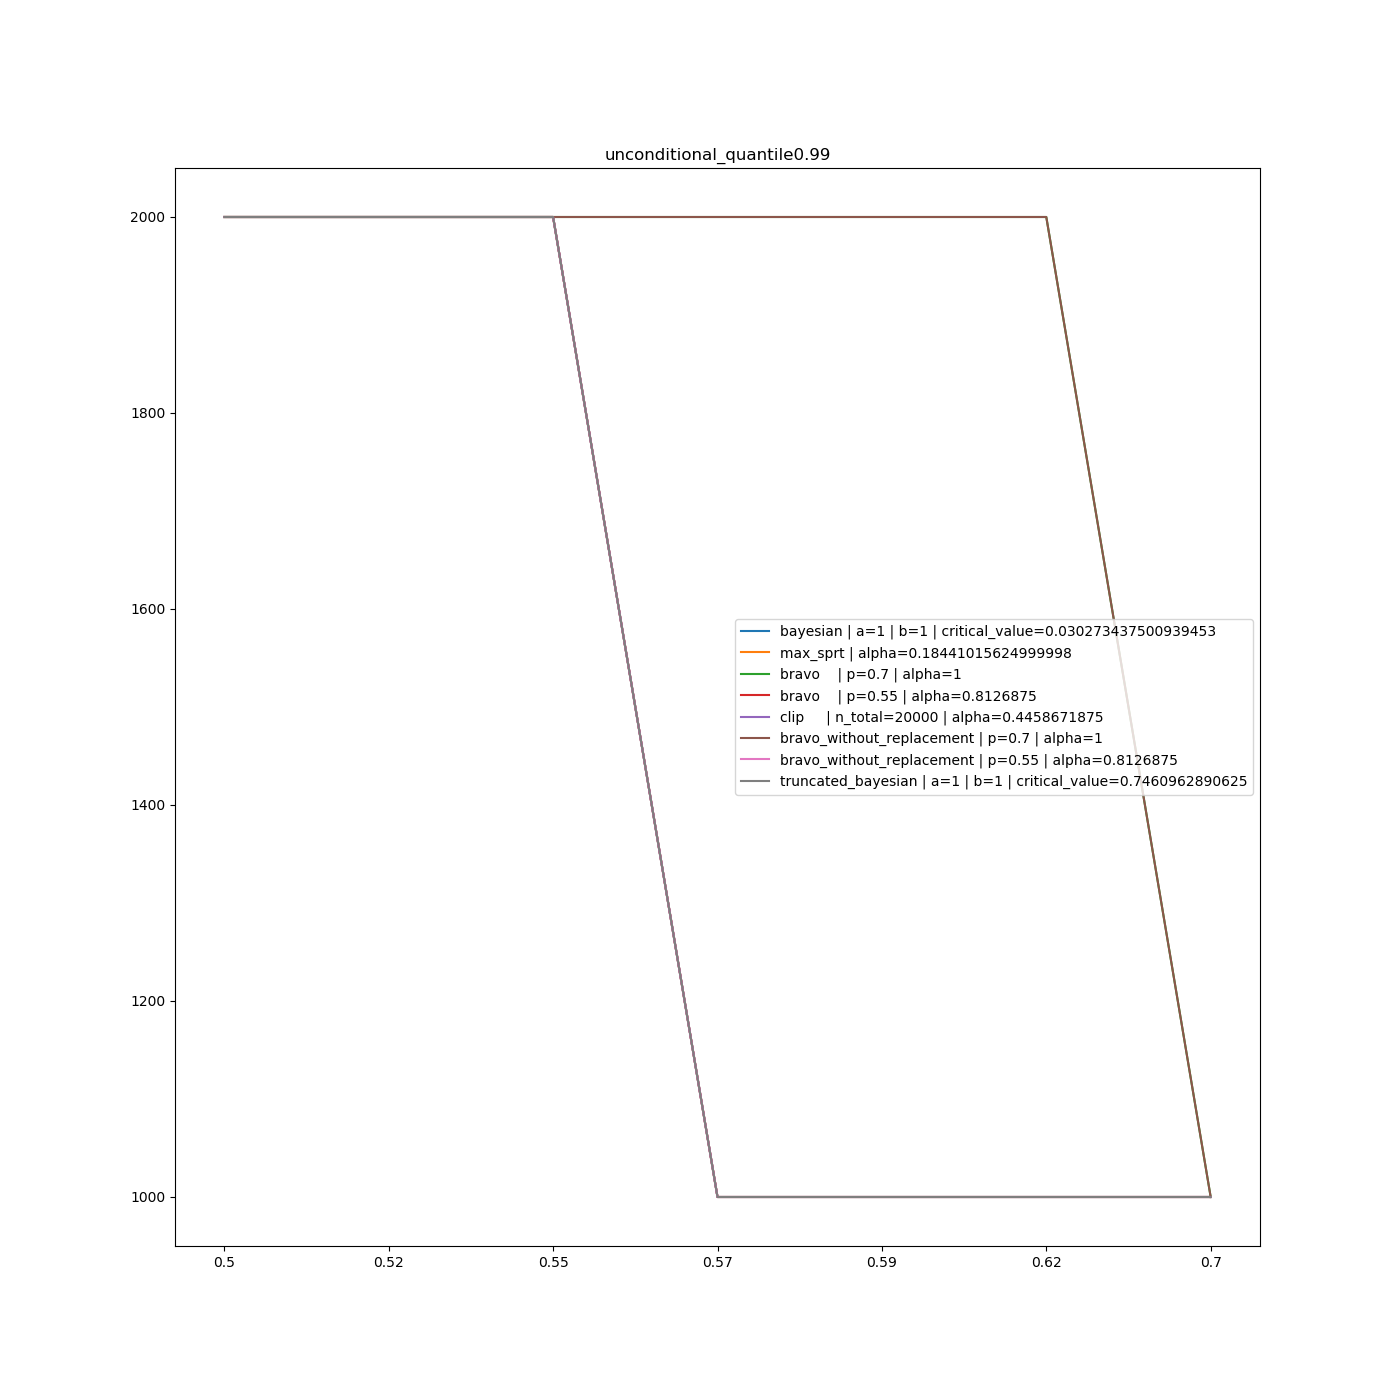 unconditional_quantile0.99
2000
1800
1600
1400
1200
1000
bayesian | a=1 | b=1 | critical_value=0.030273437500939453
max_sprt | alpha=0.18441015624999998
bravo    | p=0.7 | alpha=1
bravo    | p=0.55 | alpha=0.8126875
clip     | n_total=20000 | alpha=0.4458671875
bravo_without_replacement | p=0.7 | alpha=1
bravo_without_replacement | p=0.55 | alpha=0.8126875
truncated_bayesian | a=1 | b=1 | critical_value=0.7460962890625
0.5 0.52 0.55 0.57 0.59 0.62 0.7